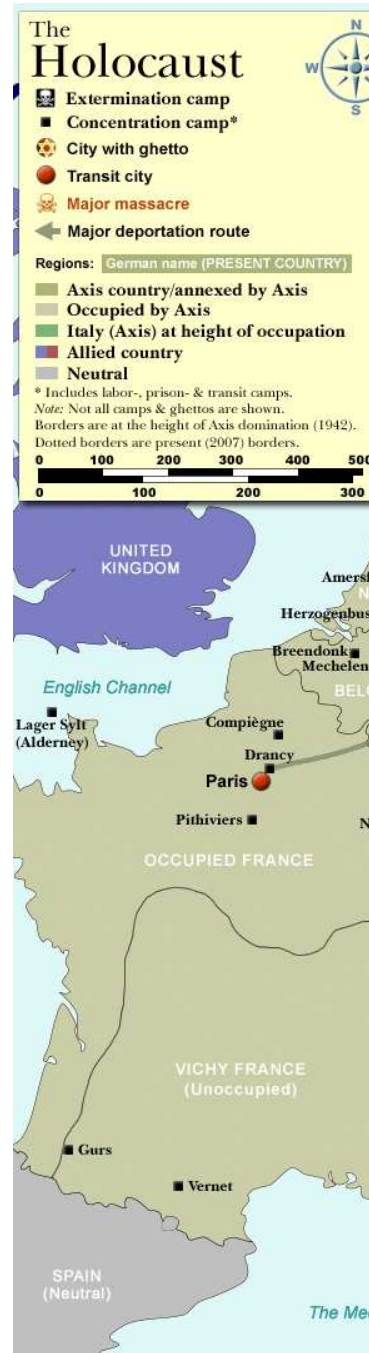 The
Holocaust
N
W
S
Extermination camp
Concentration camp*
City with ghetto
Transit city
Major massacre
Major deportation route
Regions: German name (PRESENT COUNTRY)
Axis country/annexed by Axis
Occupied by Axis
Italy (Axis) at height of occupation
Allied country
Neutral
* Includes labor-, prison- & transit camps.
Note: Not all camps & ghettos are shown.
Borders are at the height of Axis domination (1942).
Dotted borders are present (2007) borders.
0 100 200 300 400 500
0 100 200 300
UNITED
KINGDOM
Amersf
N
Herzogenbus
Breendonk
Mechelen
BELG
English Channel
Lager Sylt
(Alderney)
Compiègne
Drancy
Paris
Pithiviers
N
OCCUPIED FRANCE
VICHY FRANCE
(Unoccupied)
Gurs
Vernet
SPAIN
(Neutral)
The Me